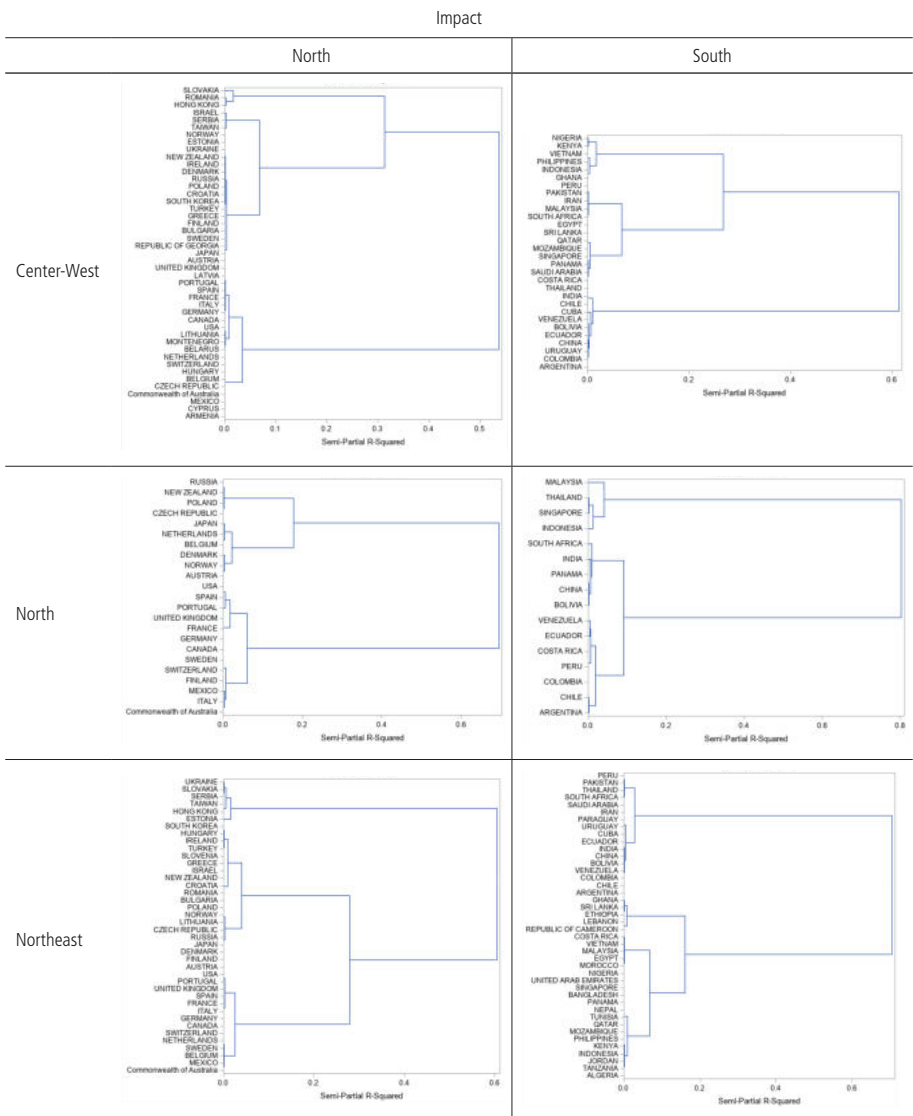 Impact
North
South
Center-West
SLOVAKIA
ROMANIA
HONG KONG
ISRAEL
SERBIA
TAIWAN
NORWAY
ESTONIA
UKRAINE
NEW ZEALAND
IRELAND
DENMARK
RUSSIA
POLAND
CROATIA
SOUTH KOREA
TURKEY
GREECE
FINLAND
BULGARIA
SWEDEN
REPUBLIC OF GEORGIA
JAPAN
AUSTRIA
UNITED KINGDOM
LATVIA
PORTUGAL
SPAIN
FRANCE
ITALY
GERMANY
CANADA
USA
LITHUANIA
MONTENEGRO
BELARUS
NETHERLANDS
SWITZERLAND
HUNGARY
BELGIUM
CZECH REPUBLIC
Commonwealth of Australia
MEXICO
CYPRUS
ARMENIA
0.0 0.1 0.2 0.3 0.4 0.5
Semi-Partial R-Squared
NIGERIA
KENYA
VIETNAM
PHILIPPINES
INDONESIA
GHANA
PERU
PAKISTAN
IRAN
MALAYSIA
SOUTH AFRICA
EGYPT
SRI LANKA
QATAR
MOZAMBIQUE
SINGAPORE
PANAMA
SAUDI ARABIA
COSTA RICA
THAILAND
INDIA
CHILE
CUBA
VENEZUELA
BOLIVIA
ECUADOR
CHINA
URUGUAY
COLOMBIA
ARGENTINA
0.0 0.2 0.4 0.6
Semi-Partial R-Squared
North
RUSSIA
NEW ZEALAND
POLAND
CZECH REPUBLIC
JAPAN
NETHERLANDS
BELGIUM
DENMARK
NORWAY
AUSTRIA
USA
SPAIN
PORTUGAL
UNITED KINGDOM
FRANCE
GERMANY
CANADA
SWEDEN
SWITZERLAND
FINLAND
MEXICO
ITALY
Commonwealth of Australia
0.0 0.2 0.4 0.6
Semi-Partial R-Squared
MALAYSIA
THAILAND
SINGAPORE
INDONESIA
SOUTH AFRICA
INDIA
PANAMA
CHINA
BOLIVIA
VENEZUELA
ECUADOR
COSTA RICA
PERU
COLOMBIA
CHILE
ARGENTINA
0.0 0.2 0.4 0.6 0.8
Semi-Partial R-Squared
Northeast
UKRAINE
SLOVAKIA
SERBIA
TAIWAN
HONG KONG
ESTONIA
SOUTH KOREA
HUNGARY
IRELAND
TURKEY
SLOVENIA
GREECE
ISRAEL
NEW ZEALAND
CROATIA
ROMANIA
BULGARIA
POLAND
NORWAY
LITHUANIA
CZECH REPUBLIC
RUSSIA
JAPAN
DENMARK
FINLAND
AUSTRIA
USA
PORTUGAL
UNITED KINGDOM
SPAIN
FRANCE
ITALY
GERMANY
CANADA
SWITZERLAND
NETHERLANDS
SWEDEN
BELGIUM
MEXICO
Commonwealth of Australia
0.0 0.2 0.4 0.6
Semi-Partial R-Squared
PERU
PAKISTAN
THAILAND
SOUTH AFRICA
SAUDI ARABIA
IRAN
PARAGUAY
URUGUAY
CUBA
ECUADOR
INDIA
CHINA
BOLIVIA
VENEZUELA
COLOMBIA
CHILE
ARGENTINA
GHANA
SRI LANKA
ETHIOPIA
LEBANON
REPUBLIC OF CAMEROON
COSTA RICA
VIETNAM
MALAYSIA
EGYPT
MOROCCO
NIGERIA
UNITED ARAB EMIRATES
SINGAPORE
BANGLADESH
PANAMA
NEPAL
TUNISIA
QATAR
MOZAMBIQUE
PHILIPPINES
KENYA
INDONESIA
JORDAN
TANZANIA
ALGERIA
0.0 0.2 0.4 0.6
Semi-Partial R-Squared